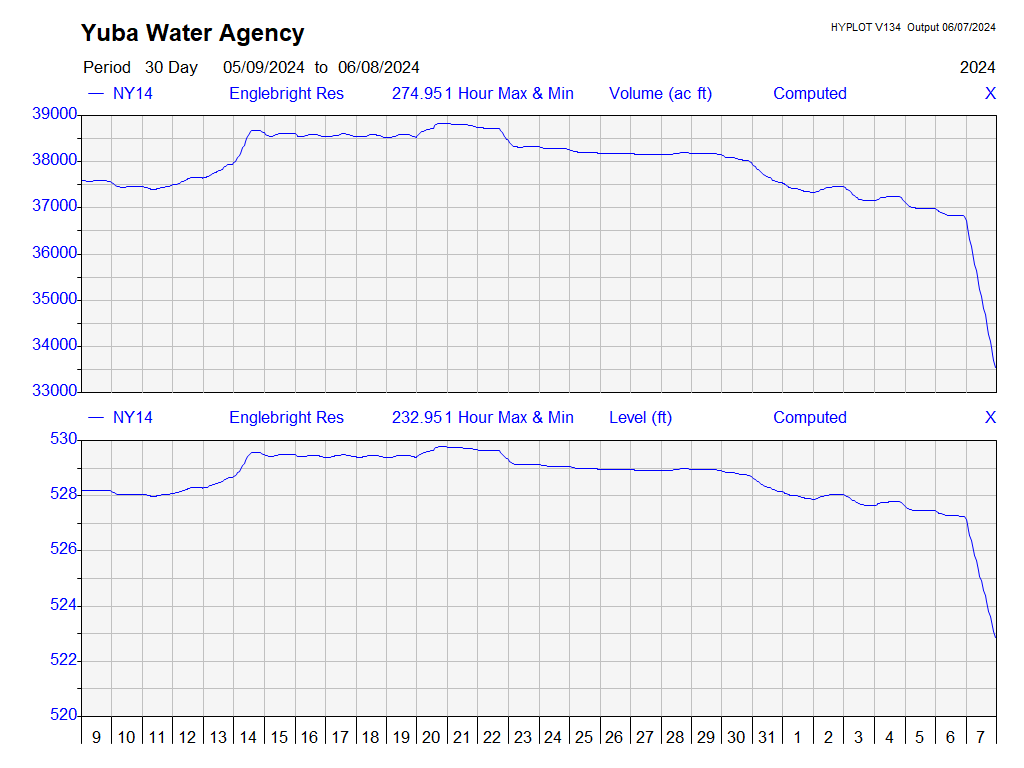 Yuba Water Agency
HYPLOT V134 Output 06/07/2024
Period 30 Day 05/09/2024 to 06/08/2024 2024
NY14 Englebright Res 274.951 Hour Max & Min Volume (ac ft) Computed X
39000
38000
37000
36000
35000
34000
33000
NY14 Englebright Res 232.951 Hour Max & Min Level (ft) Computed X
530
528
526
524
522
520
9 10 11 12 13 14 15 16 17 18 19 20 21 22 23 24 25 26 27 28 29 30 31 1 2 3 4 5 6 7